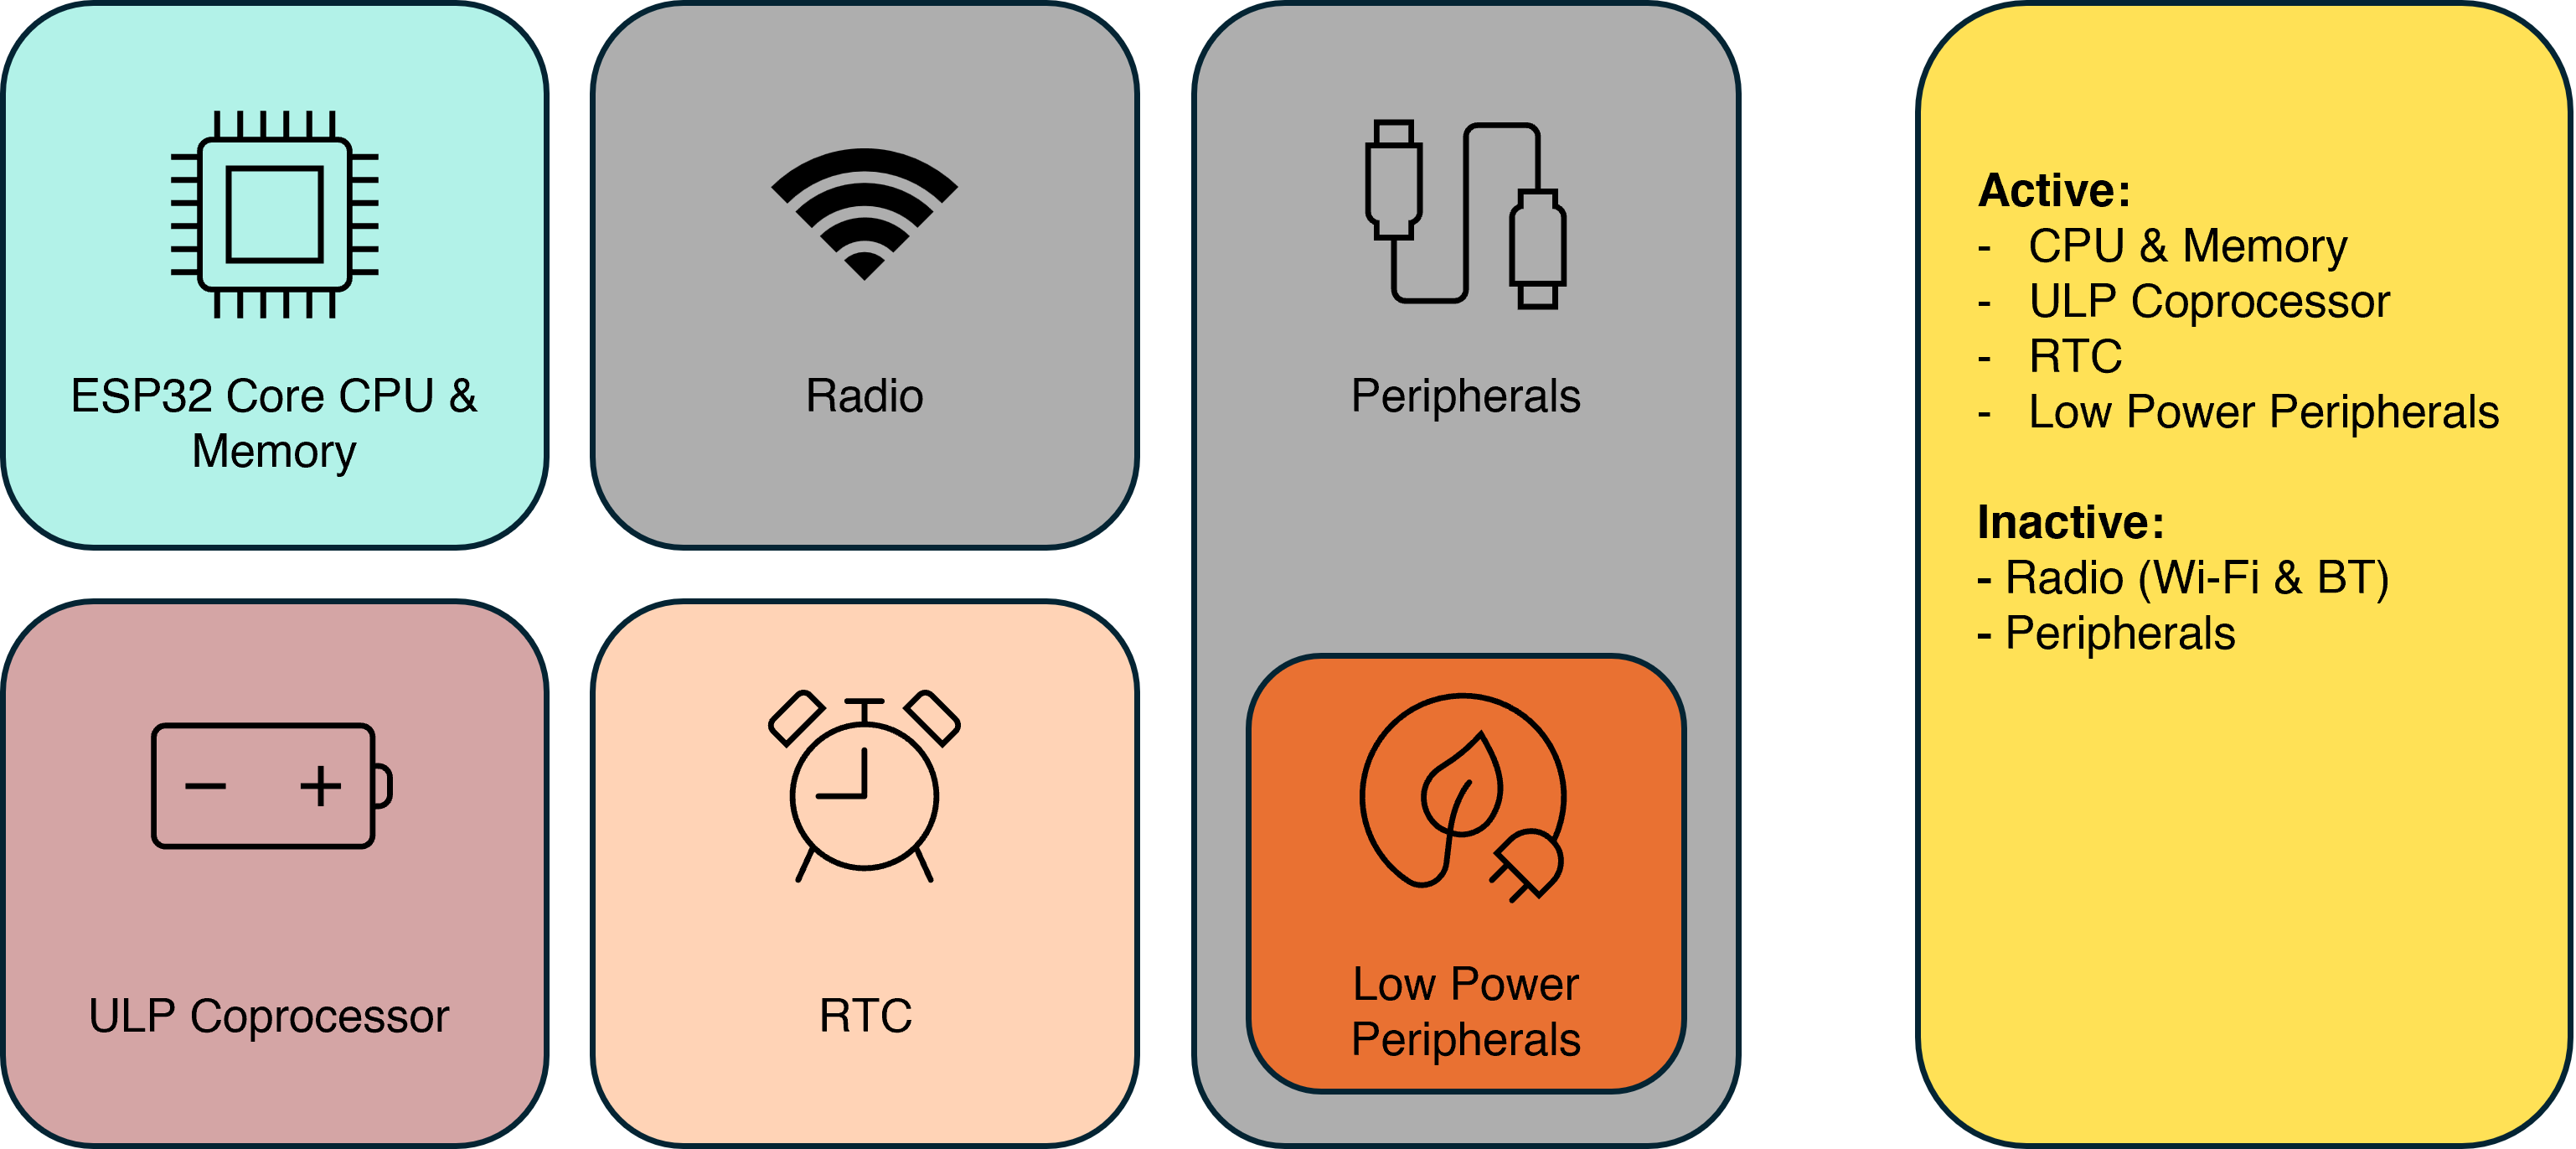 ESP32 Core CPU &
Memory
Radio
Peripherals
ULP Coprocessor
RTC
Low Power
Peripherals
Active:
- CPU & Memory
- ULP Coprocessor
- RTC
- Low Power Peripherals
Inactive:
- Radio (Wi-Fi & BT)
- Peripherals